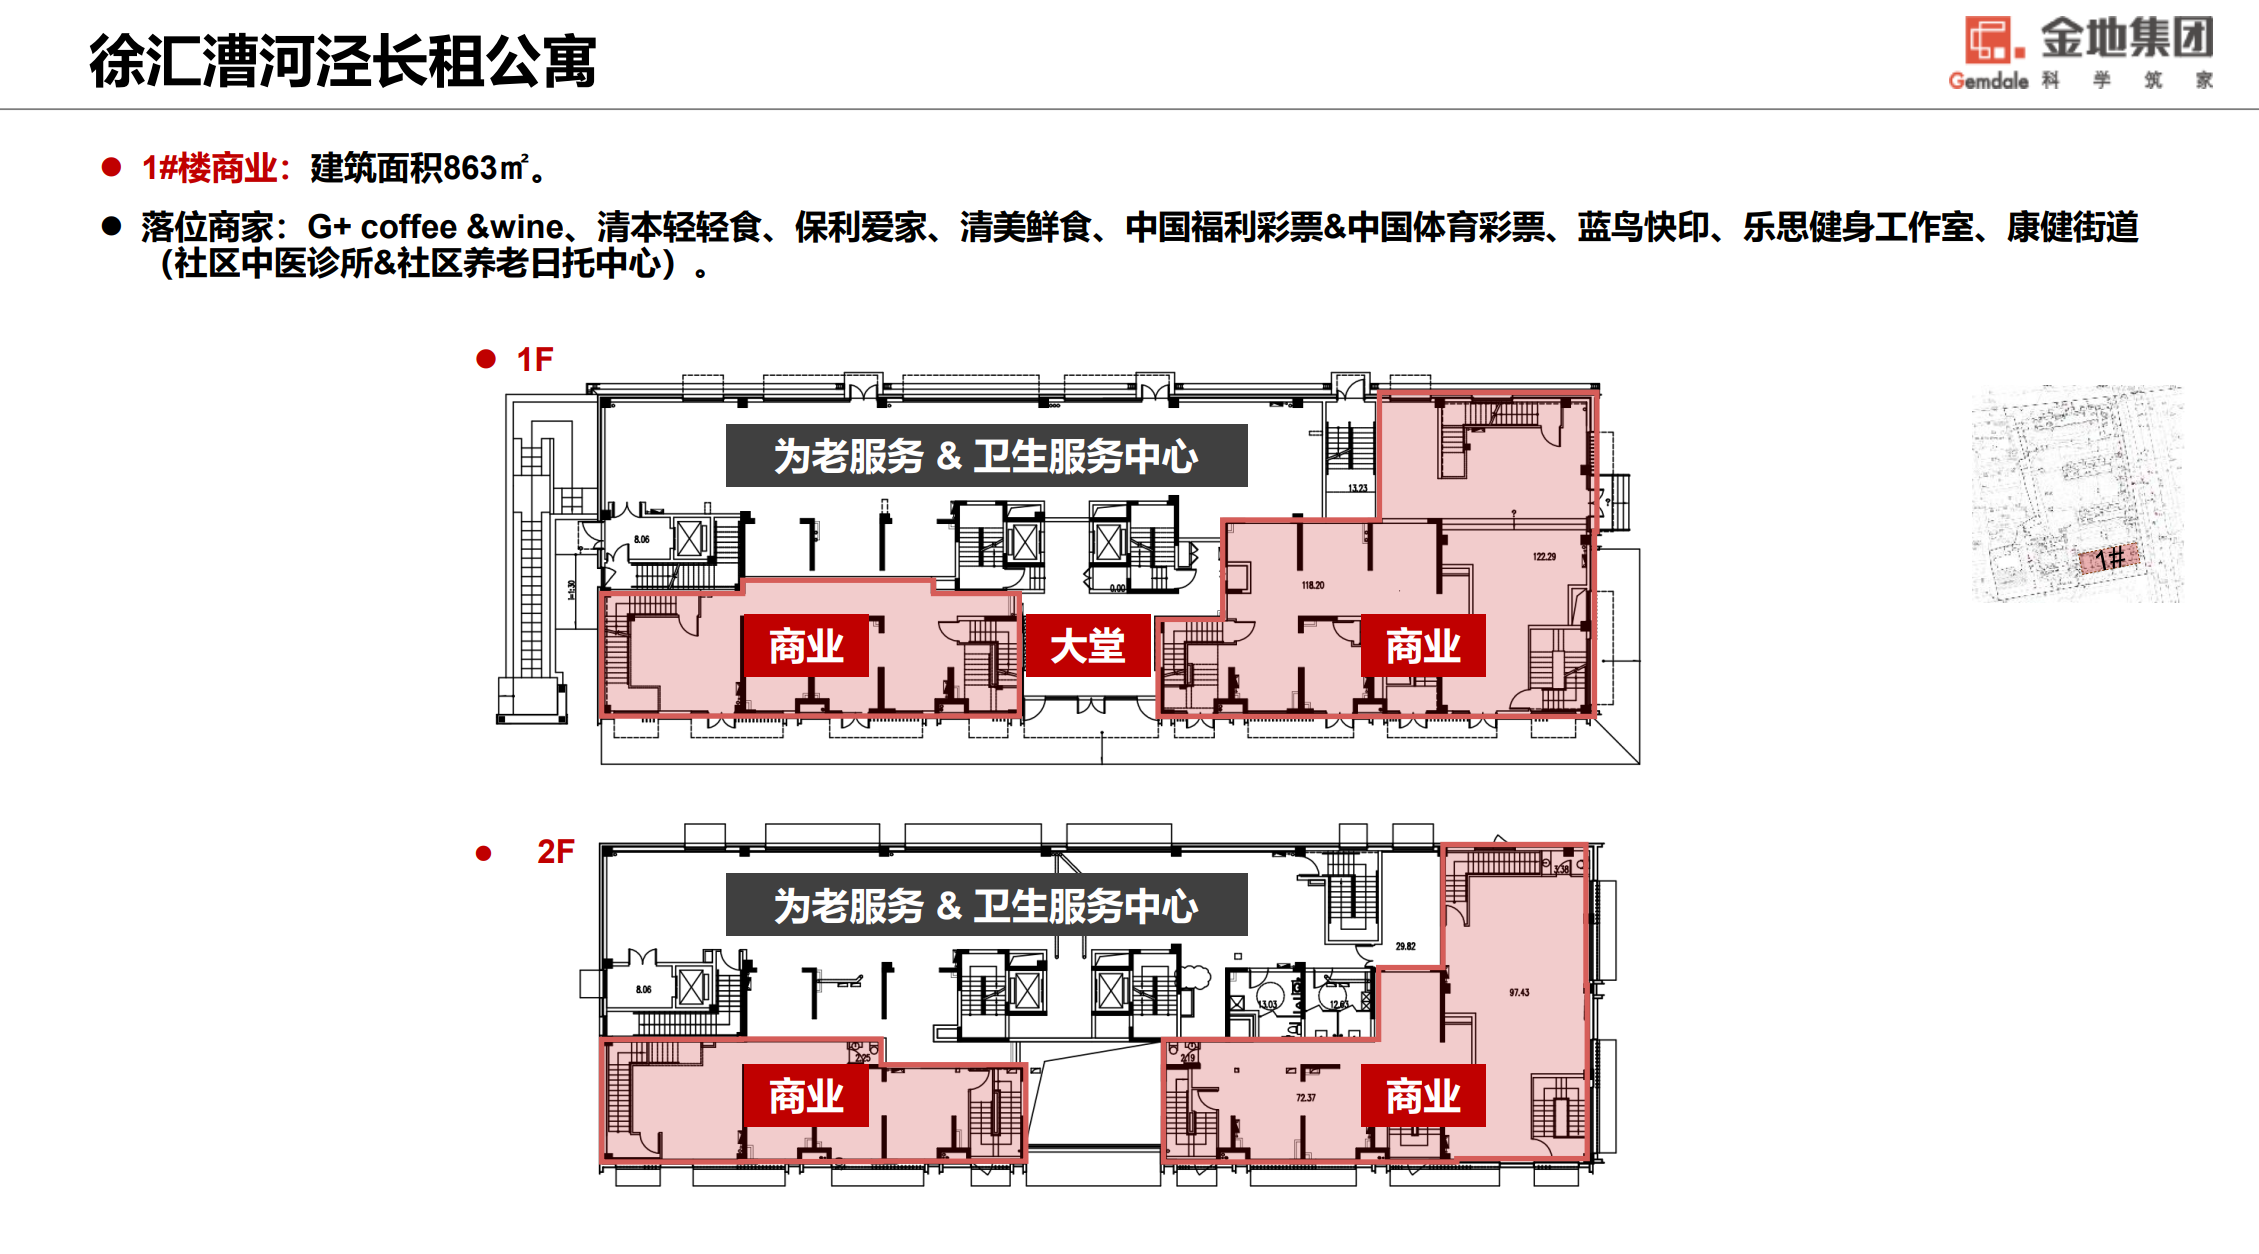 徐汇漕河泾长租公寓
金地集团
Gemdale 科学筑家
1#楼商业：建筑面积863㎡。
落位商家：G+ coffee &wine、清本轻轻食、保利爱家、清美鲜食、中国福利彩票&中国体育彩票、蓝鸟快印、乐思健身工作室、康健街道
（社区中医诊所&社区养老日托中心）。
1F
为老服务 & 卫生服务中心
13.23
8.06
0.00
118.20
122.29
商业
大堂
商业
1#
2F
为老服务 & 卫生服务中心
3.38
29.82
8.06
13.03
12.63
97.43
2.25
2.19
72.37
商业
商业